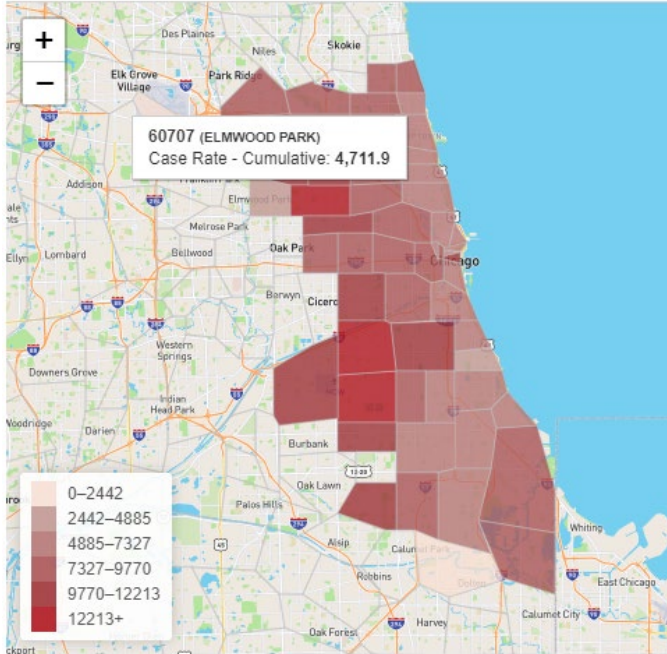 +
−
Des Plaines
Skokie
Niles
Elk Grove
Village
Park Ridge
60707 (ELMWOOD PARK)
Case Rate - Cumulative: 4,711.9
Addison
Elmwood Park
Melrose Park
Ellyn
Lombard
Bellwood
Oak Park
Chicago
Berwyn
Cicero
Western
Springs
Downers Grove
Indian
Head Park
Woodridge
Darien
Burbank
Oak Lawn
Palos Hills
Alsip
Calumet Park
Robbins
Dolton
Whiting
East Chicago
Calumet City
Harvey
Oak Forest
0–2442
2442–4885
4885–7327
7327–9770
9770–12213
12213+